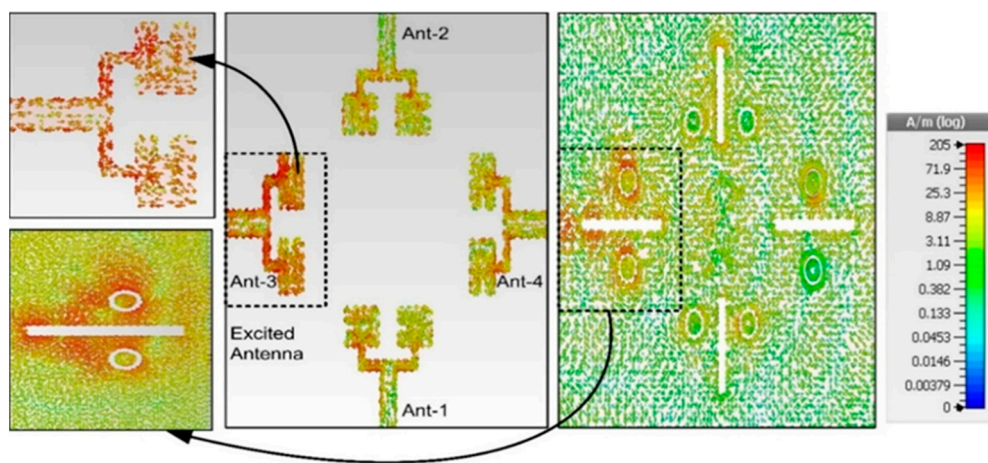 Ant-2
Ant-3
Ant-4
Excited
Antenna
Ant-1
A/m (log)
205
71.9
25.3
8.87
3.11
1.09
0.382
0.133
0.0453
0.0146
0.00379
0